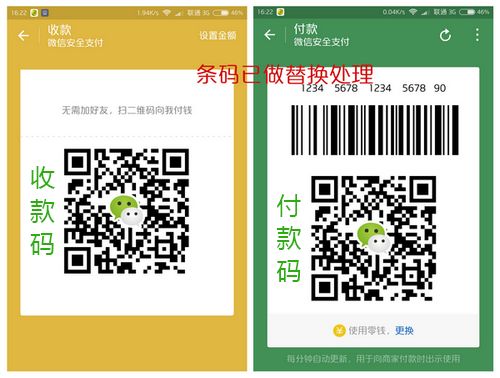 16:22
1.94K/s
联通 3G
46%
收款
微信安全支付
设置金额
无需加好友，扫二维码向我付钱
收款码
条码已做替换处理
16:22
0.04K/s
联通 3G
46%
付款
微信安全支付
1234 5678 1234 5678 90
付款码
使用零钱，更换
每分钟自动更新，用于向商家付款时出示使用